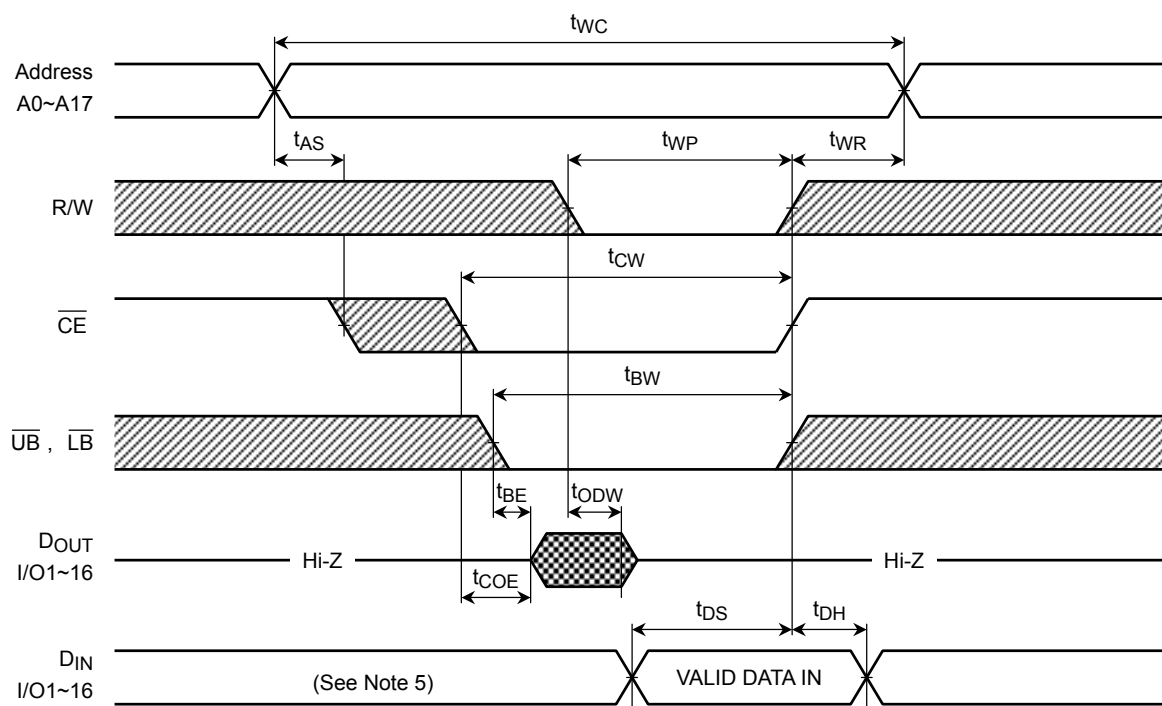 tWC
Address
A0~A17
tAS
tWP
tWR
R/W
tCW
CE
tBW
UB , LB
tBE
tODW
DOUT
I/O1~16
Hi-Z
Hi-Z
tCOE
tDS
tDH
DIN
I/O1~16
(See Note 5)
VALID DATA IN